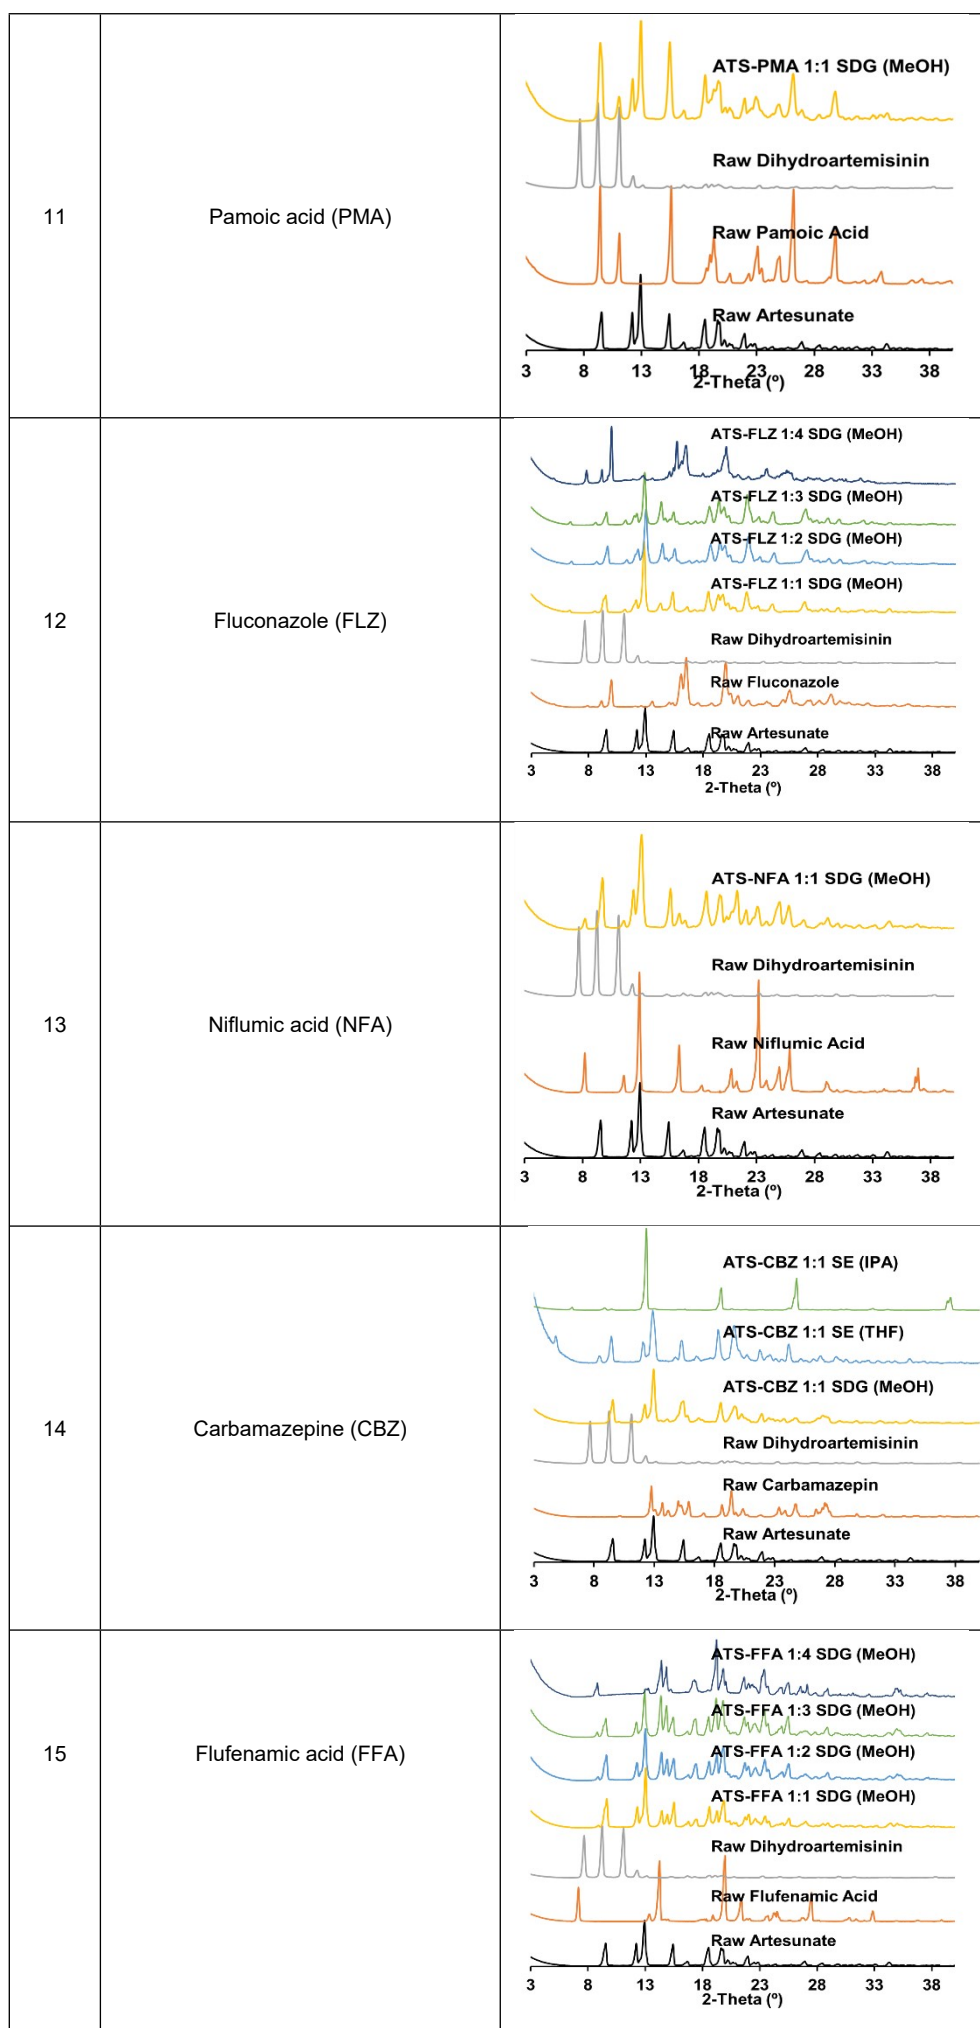 11
Pamoic acid (PMA)
ATS-PMA 1:1 SDG (MeOH)
Raw Dihydroartemisinin
Raw Pamoic Acid
Raw Artesunate
3 8 13 18 23 28 33 38
2-Theta (º)
12
Fluconazole (FLZ)
ATS-FLZ 1:4 SDG (MeOH)
ATS-FLZ 1:3 SDG (MeOH)
ATS-FLZ 1:2 SDG (MeOH)
ATS-FLZ 1:1 SDG (MeOH)
Raw Dihydroartemisinin
Raw Fluconazole
Raw Artesunate
3 8 13 18 23 28 33 38
2-Theta (º)
13
Niflumic acid (NFA)
ATS-NFA 1:1 SDG (MeOH)
Raw Dihydroartemisinin
Raw Niflumic Acid
Raw Artesunate
3 8 13 18 23 28 33 38
2-Theta (º)
14
Carbamazepine (CBZ)
ATS-CBZ 1:1 SE (IPA)
ATS-CBZ 1:1 SE (THF)
ATS-CBZ 1:1 SDG (MeOH)
Raw Dihydroartemisinin
Raw Carbamazepin
Raw Artesunate
3 8 13 18 23 28 33 38
2-Theta (º)
15
Flufenamic acid (FFA)
ATS-FFA 1:4 SDG (MeOH)
ATS-FFA 1:3 SDG (MeOH)
ATS-FFA 1:2 SDG (MeOH)
ATS-FFA 1:1 SDG (MeOH)
Raw Dihydroartemisinin
Raw Flufenamic Acid
Raw Artesunate
3 8 13 18 23 28 33 38
2-Theta (º)